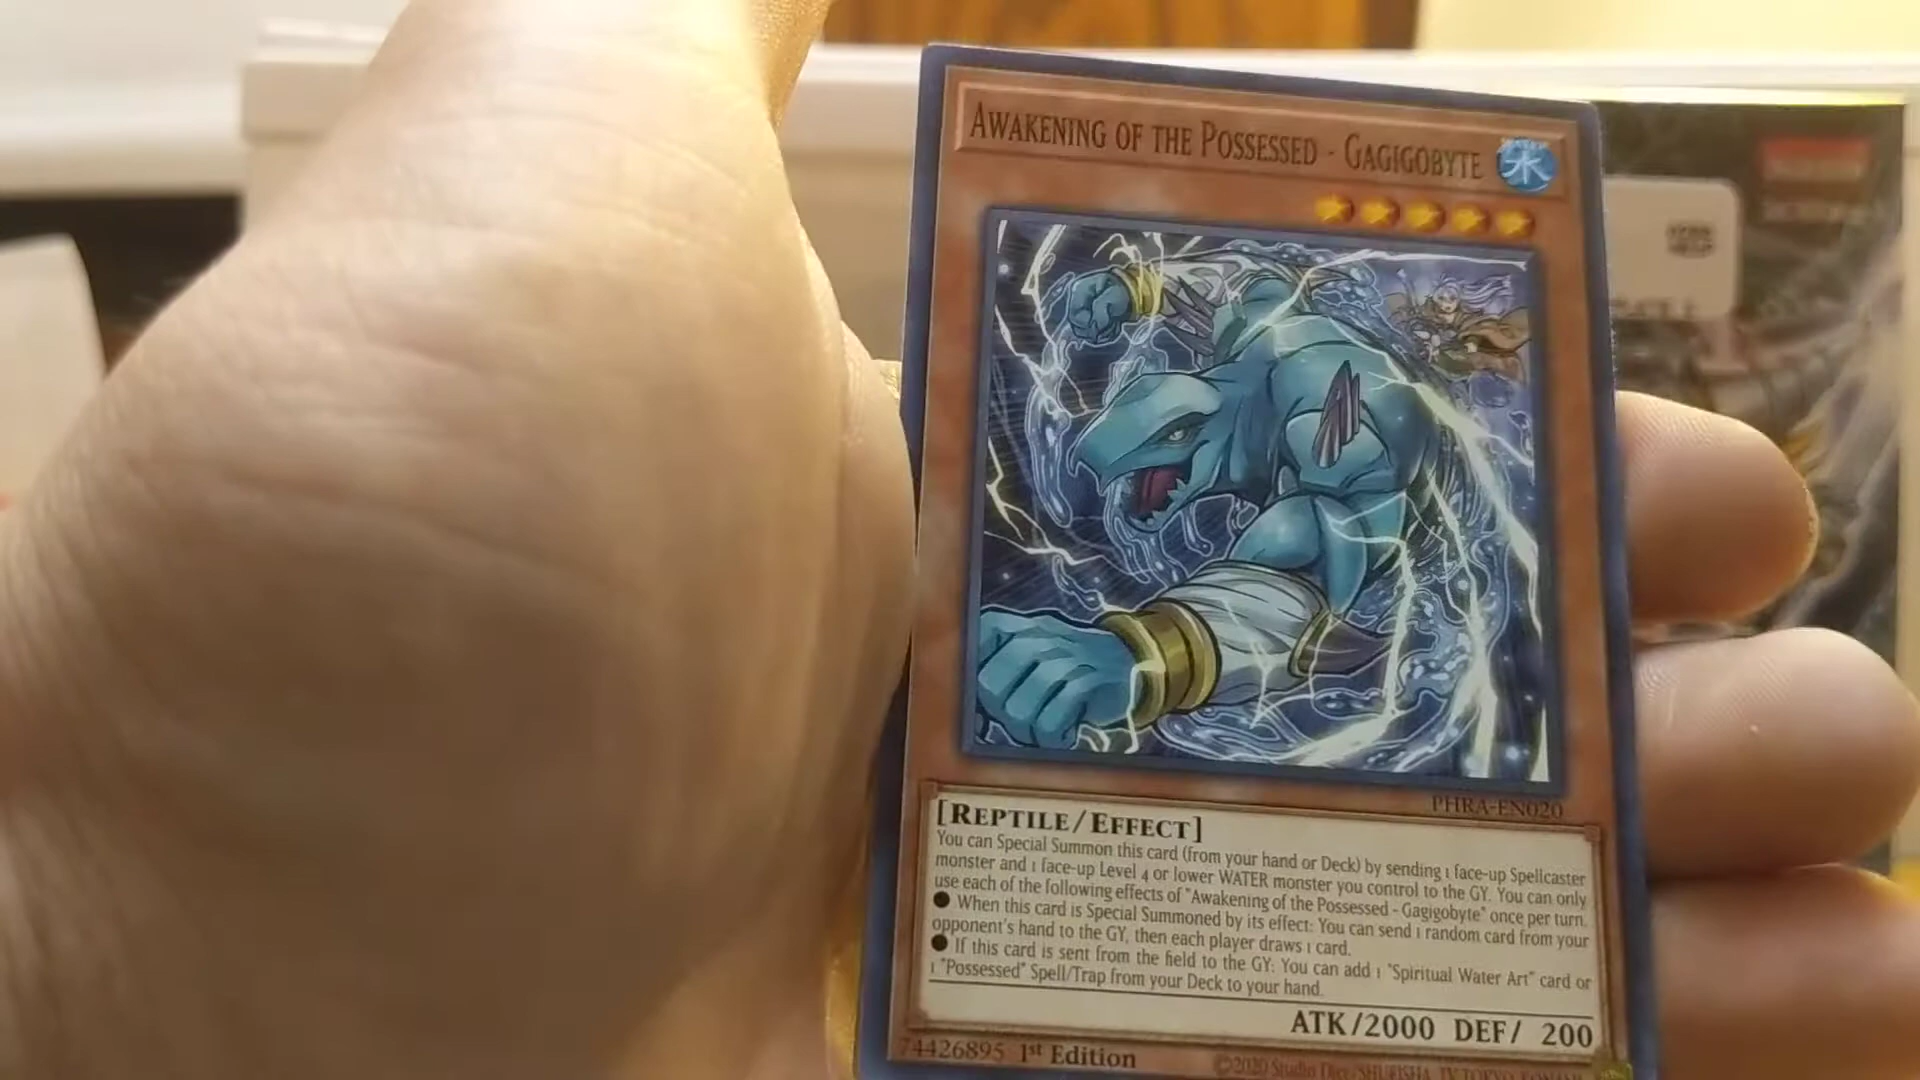 AWAKENING OF THE POSSESSED - GAGIGOBYTE
水
PHRA-EN020
[REPTILE/EFFECT]
You can Special Summon this card (from your hand or Deck) by sending 1 face-up Spellcaster
monster and 1 face-up Level 4 or lower WATER monster you control to the GY. You can only
use each of the following effects of "Awakening of the Possessed - Gagigobyte" once per turn.
● When this card is Special Summoned by its effect: You can send 1 random card from your
opponent's hand to the GY, then each player draws 1 card.
● If this card is sent from the field to the GY: You can add 1 "Spiritual Water Art" card or
1 "Possessed" Spell/Trap from your Deck to your hand.
ATK/2000 DEF/ 200
74426895 1st Edition
©2020 Studio Dice/SHUEISHA, TV TOKYO, KONAMI